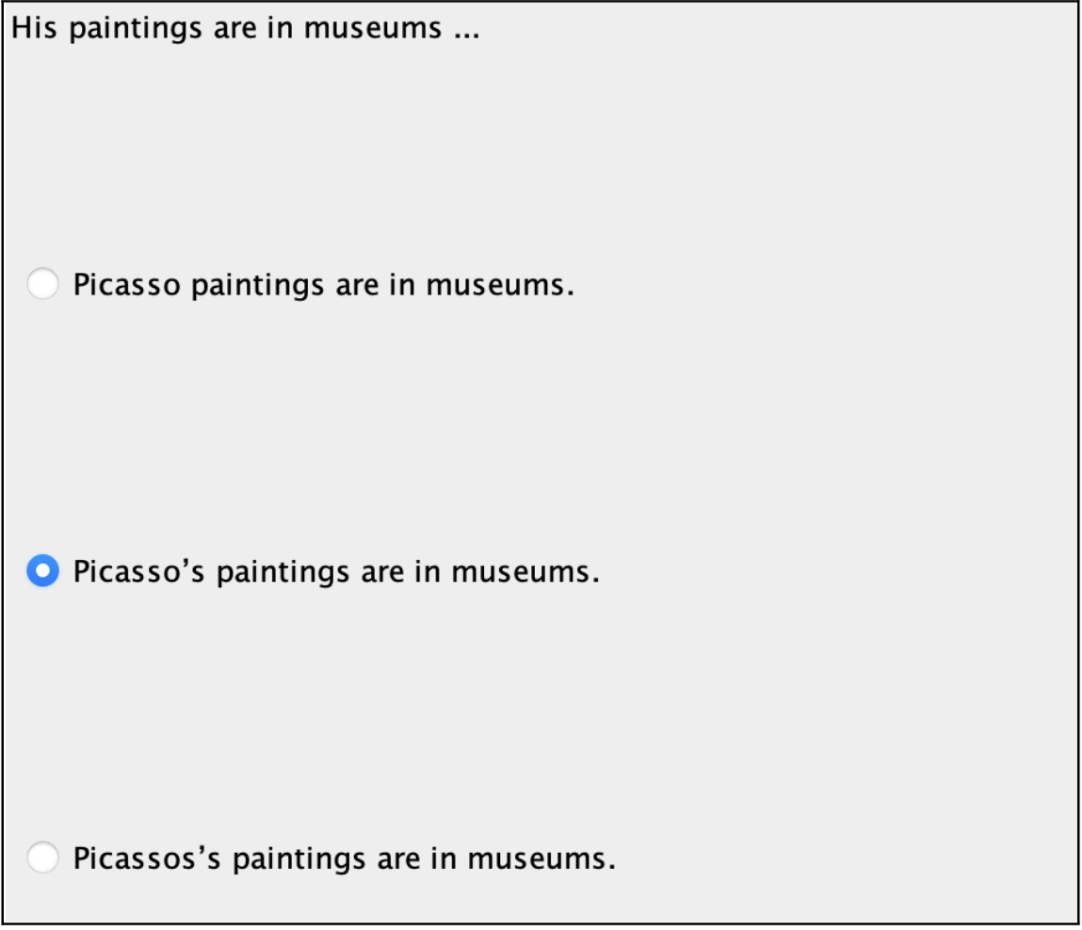 His paintings are in museums ...
Picasso paintings are in museums.
Picasso’s paintings are in museums.
Picassos’s paintings are in museums.